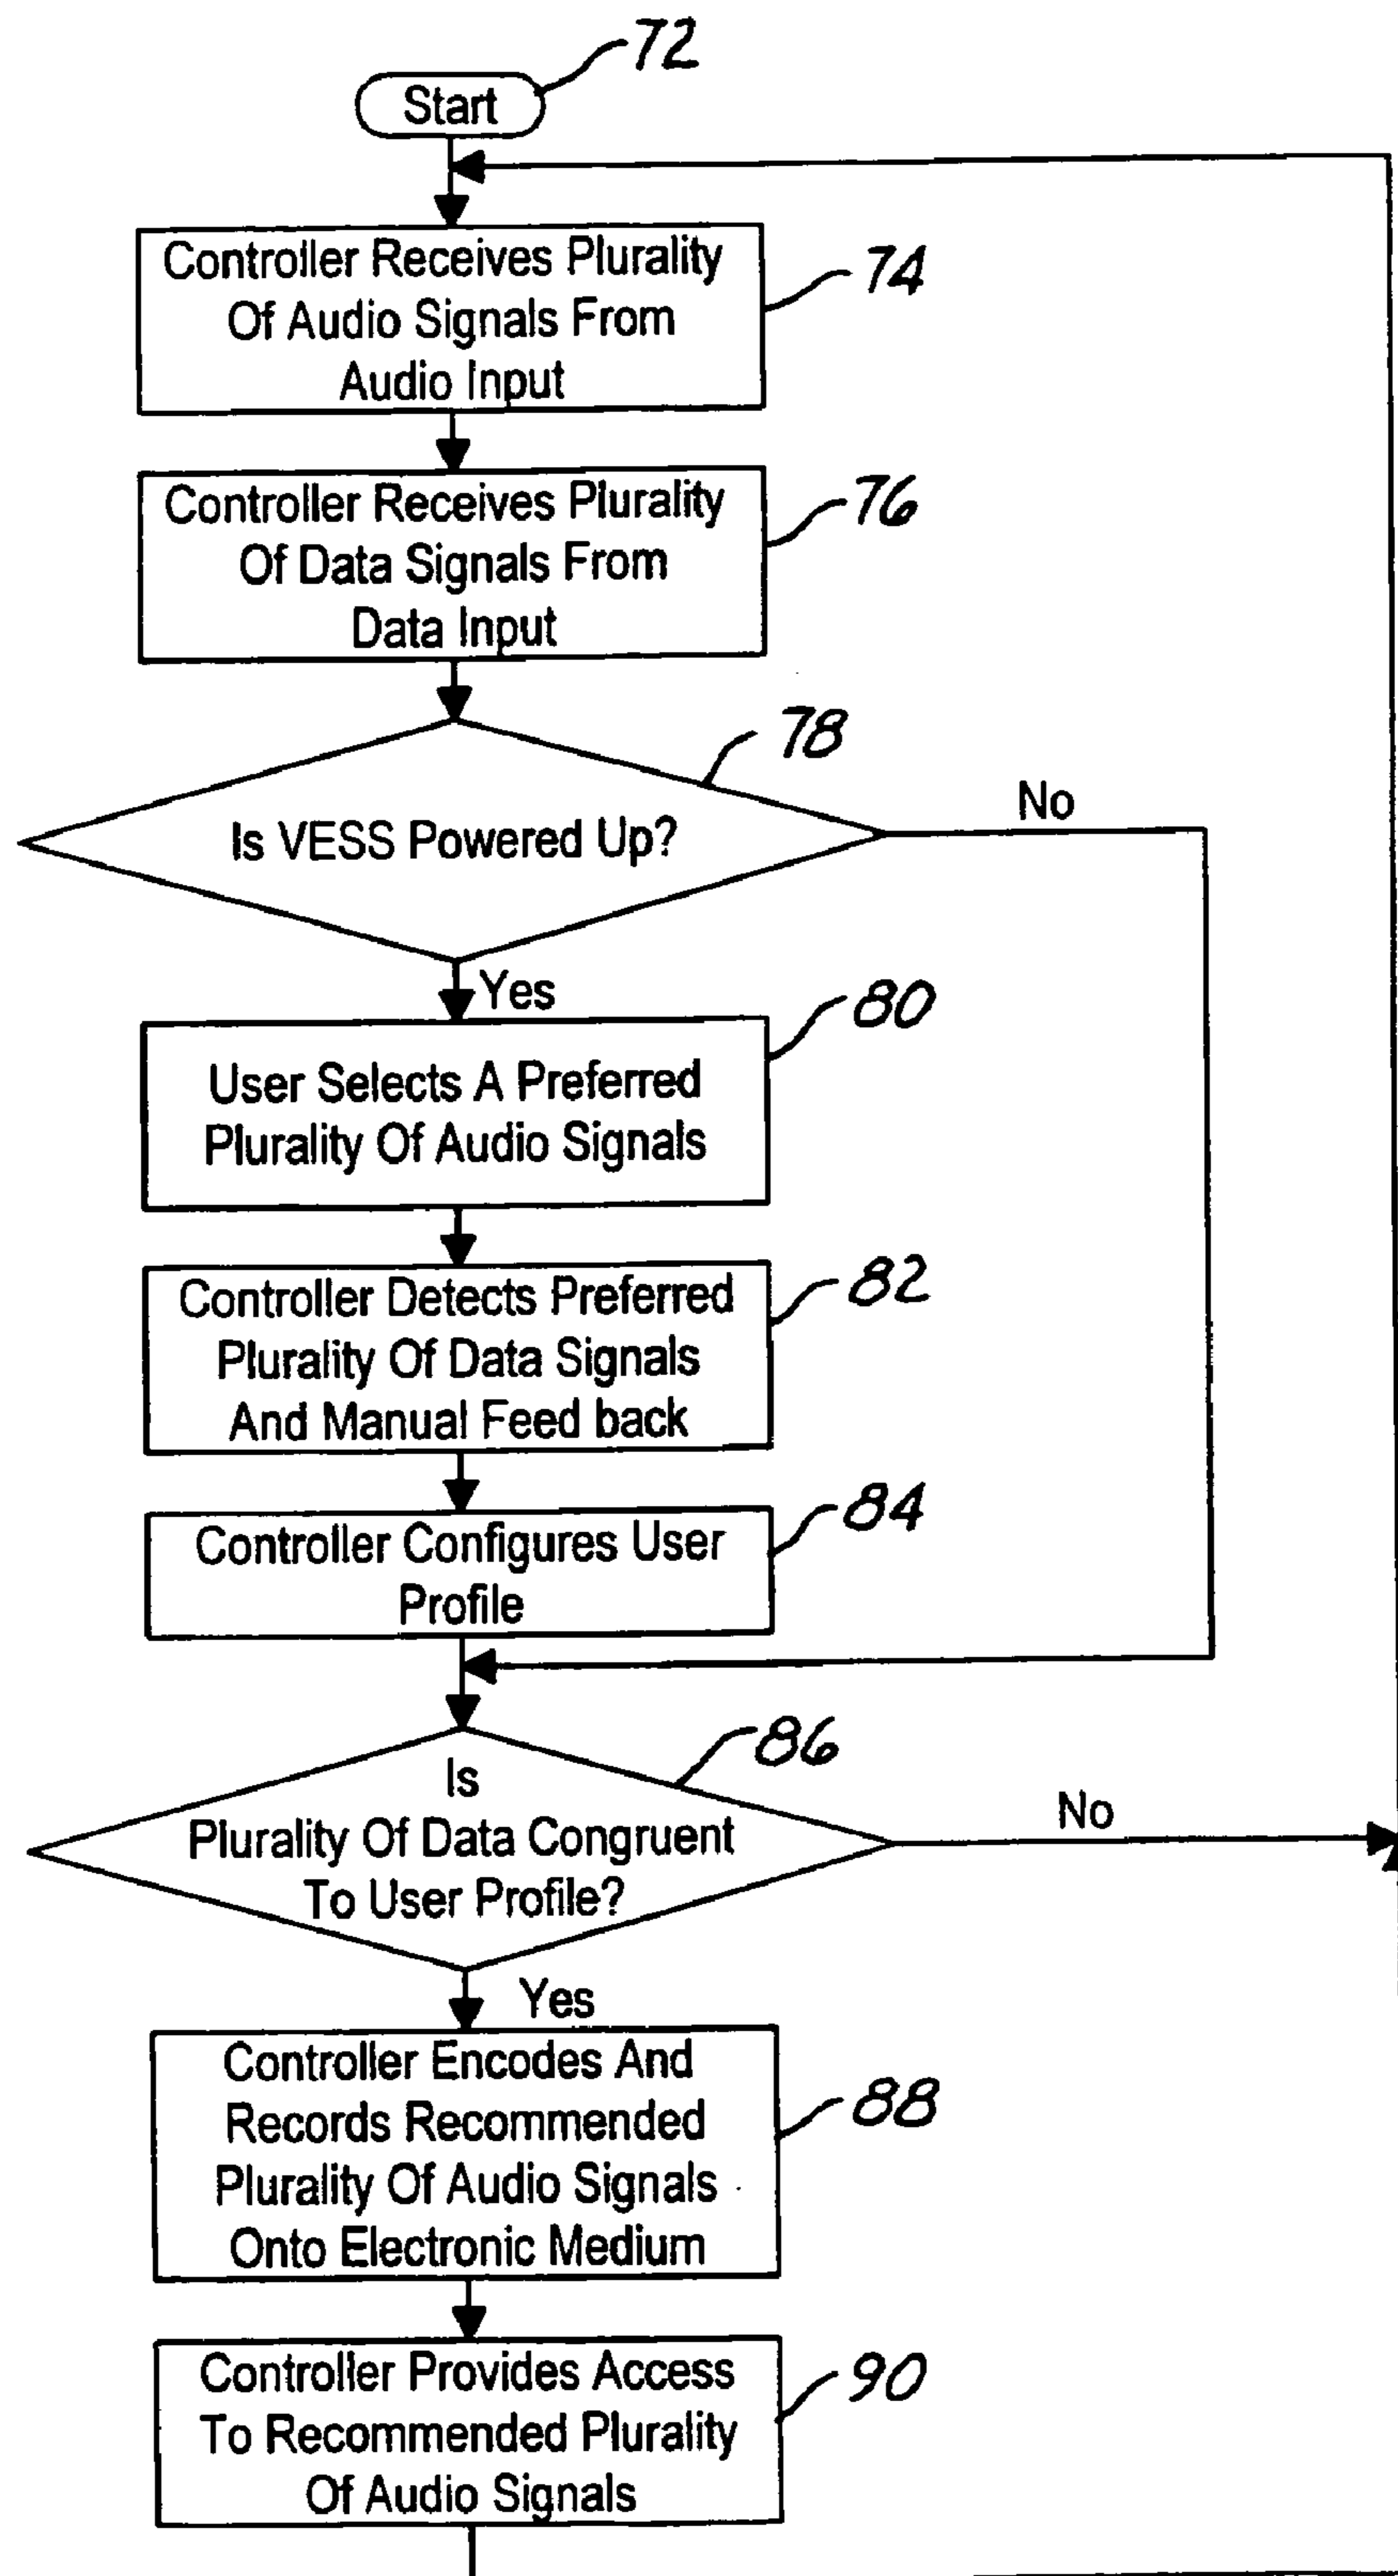 72
Start
Controller Receives Plurality
Of Audio Signals From
Audio Input
74
Controller Receives Plurality
Of Data Signals From
Data Input
76
78
Is VESS Powered Up?
No
Yes
80
User Selects A Preferred
Plurality Of Audio Signals
Controller Detects Preferred
Plurality Of Data Signals
And Manual Feed back
82
Controller Configures User
Profile
84
86
Is
Plurality Of Data Congruent
To User Profile?
No
Yes
Controller Encodes And
Records Recommended
Plurality Of Audio Signals
Onto Electronic Medium
88
Controller Provides Access
To Recommended Plurality
Of Audio Signals
90